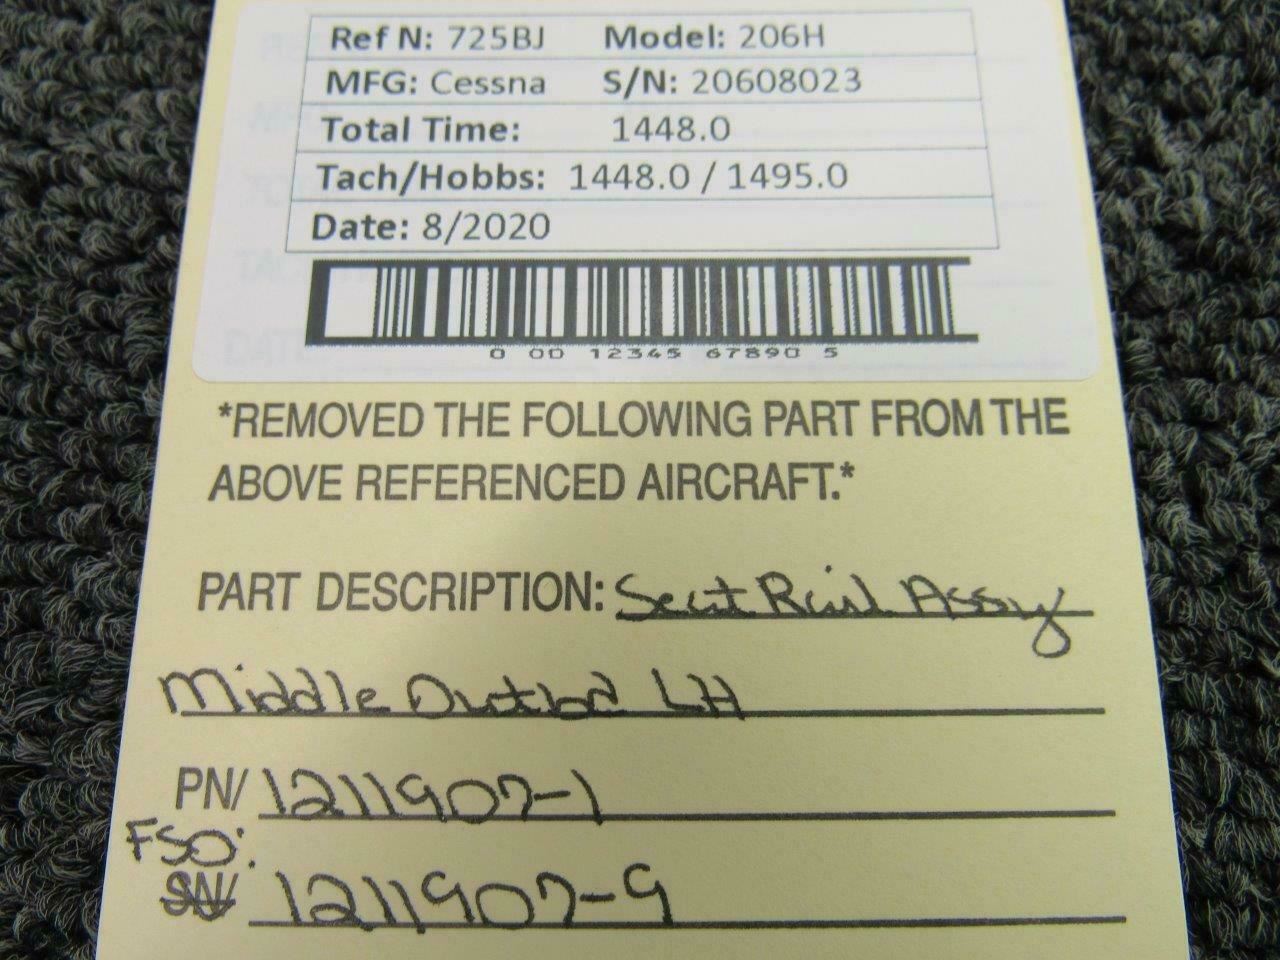 Ref N: 725BJ Model: 206H
MFG: Cessna S/N: 20608023
Total Time: 1448.0
Tach/Hobbs: 1448.0 / 1495.0
Date: 8/2020
0 00 12345 67890 5
*REMOVED THE FOLLOWING PART FROM THE
ABOVE REFERENCED AIRCRAFT.*
PART DESCRIPTION: Seat Rail Assy
Middle Outbd LH
PN/ 1211907-1
FSO:
SN/ 1211907-9